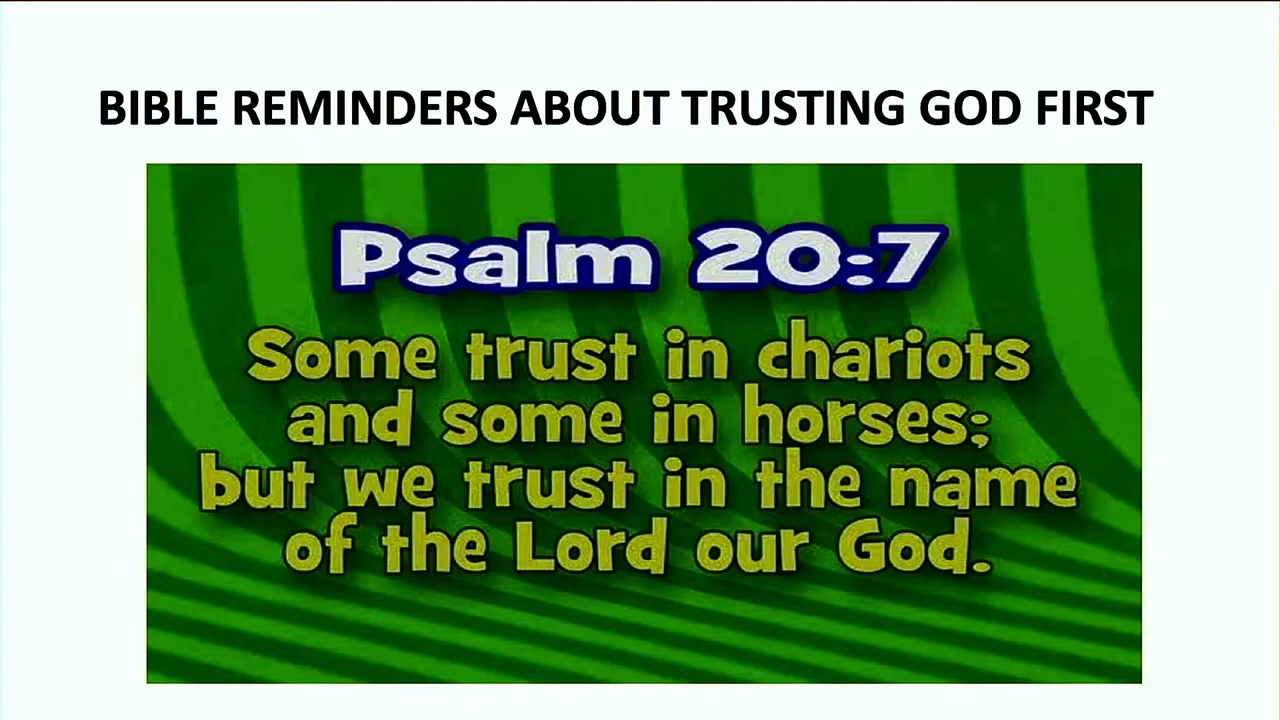 BIBLE REMINDERS ABOUT TRUSTING GOD FIRST
Psalm 20:7
Some trust in chariots
and some in horses;
but we trust in the name
of the Lord our God.